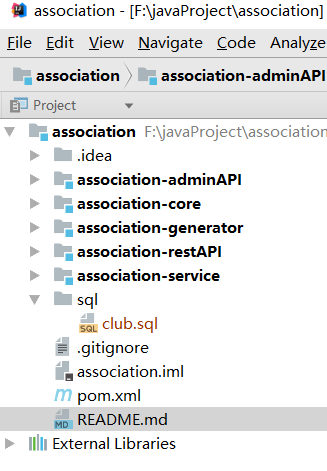 association - [F:\javaProject\association]
File Edit View Navigate Code Analyze
association association-adminAPI
Project
association F:\javaProject\association
.idea
association-adminAPI
association-core
association-generator
association-restAPI
association-service
sql
SQL club.sql
.gitignore
association.iml
m pom.xml
MD README.md
External Libraries